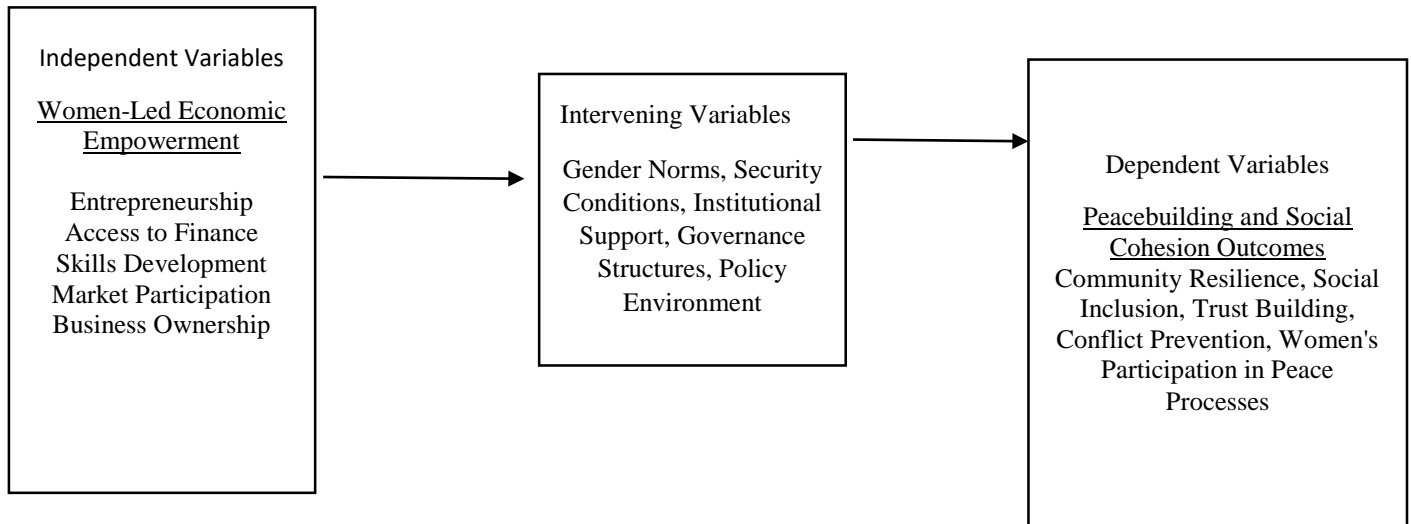 Independent Variables
Women-Led Economic
Empowerment
Entrepreneurship
Access to Finance
Skills Development
Market Participation
Business Ownership
Intervening Variables
Gender Norms, Security
Conditions, Institutional
Support, Governance
Structures, Policy
Environment
Dependent Variables
Peacebuilding and Social
Cohesion Outcomes
Community Resilience, Social
Inclusion, Trust Building,
Conflict Prevention, Women's
Participation in Peace
Processes